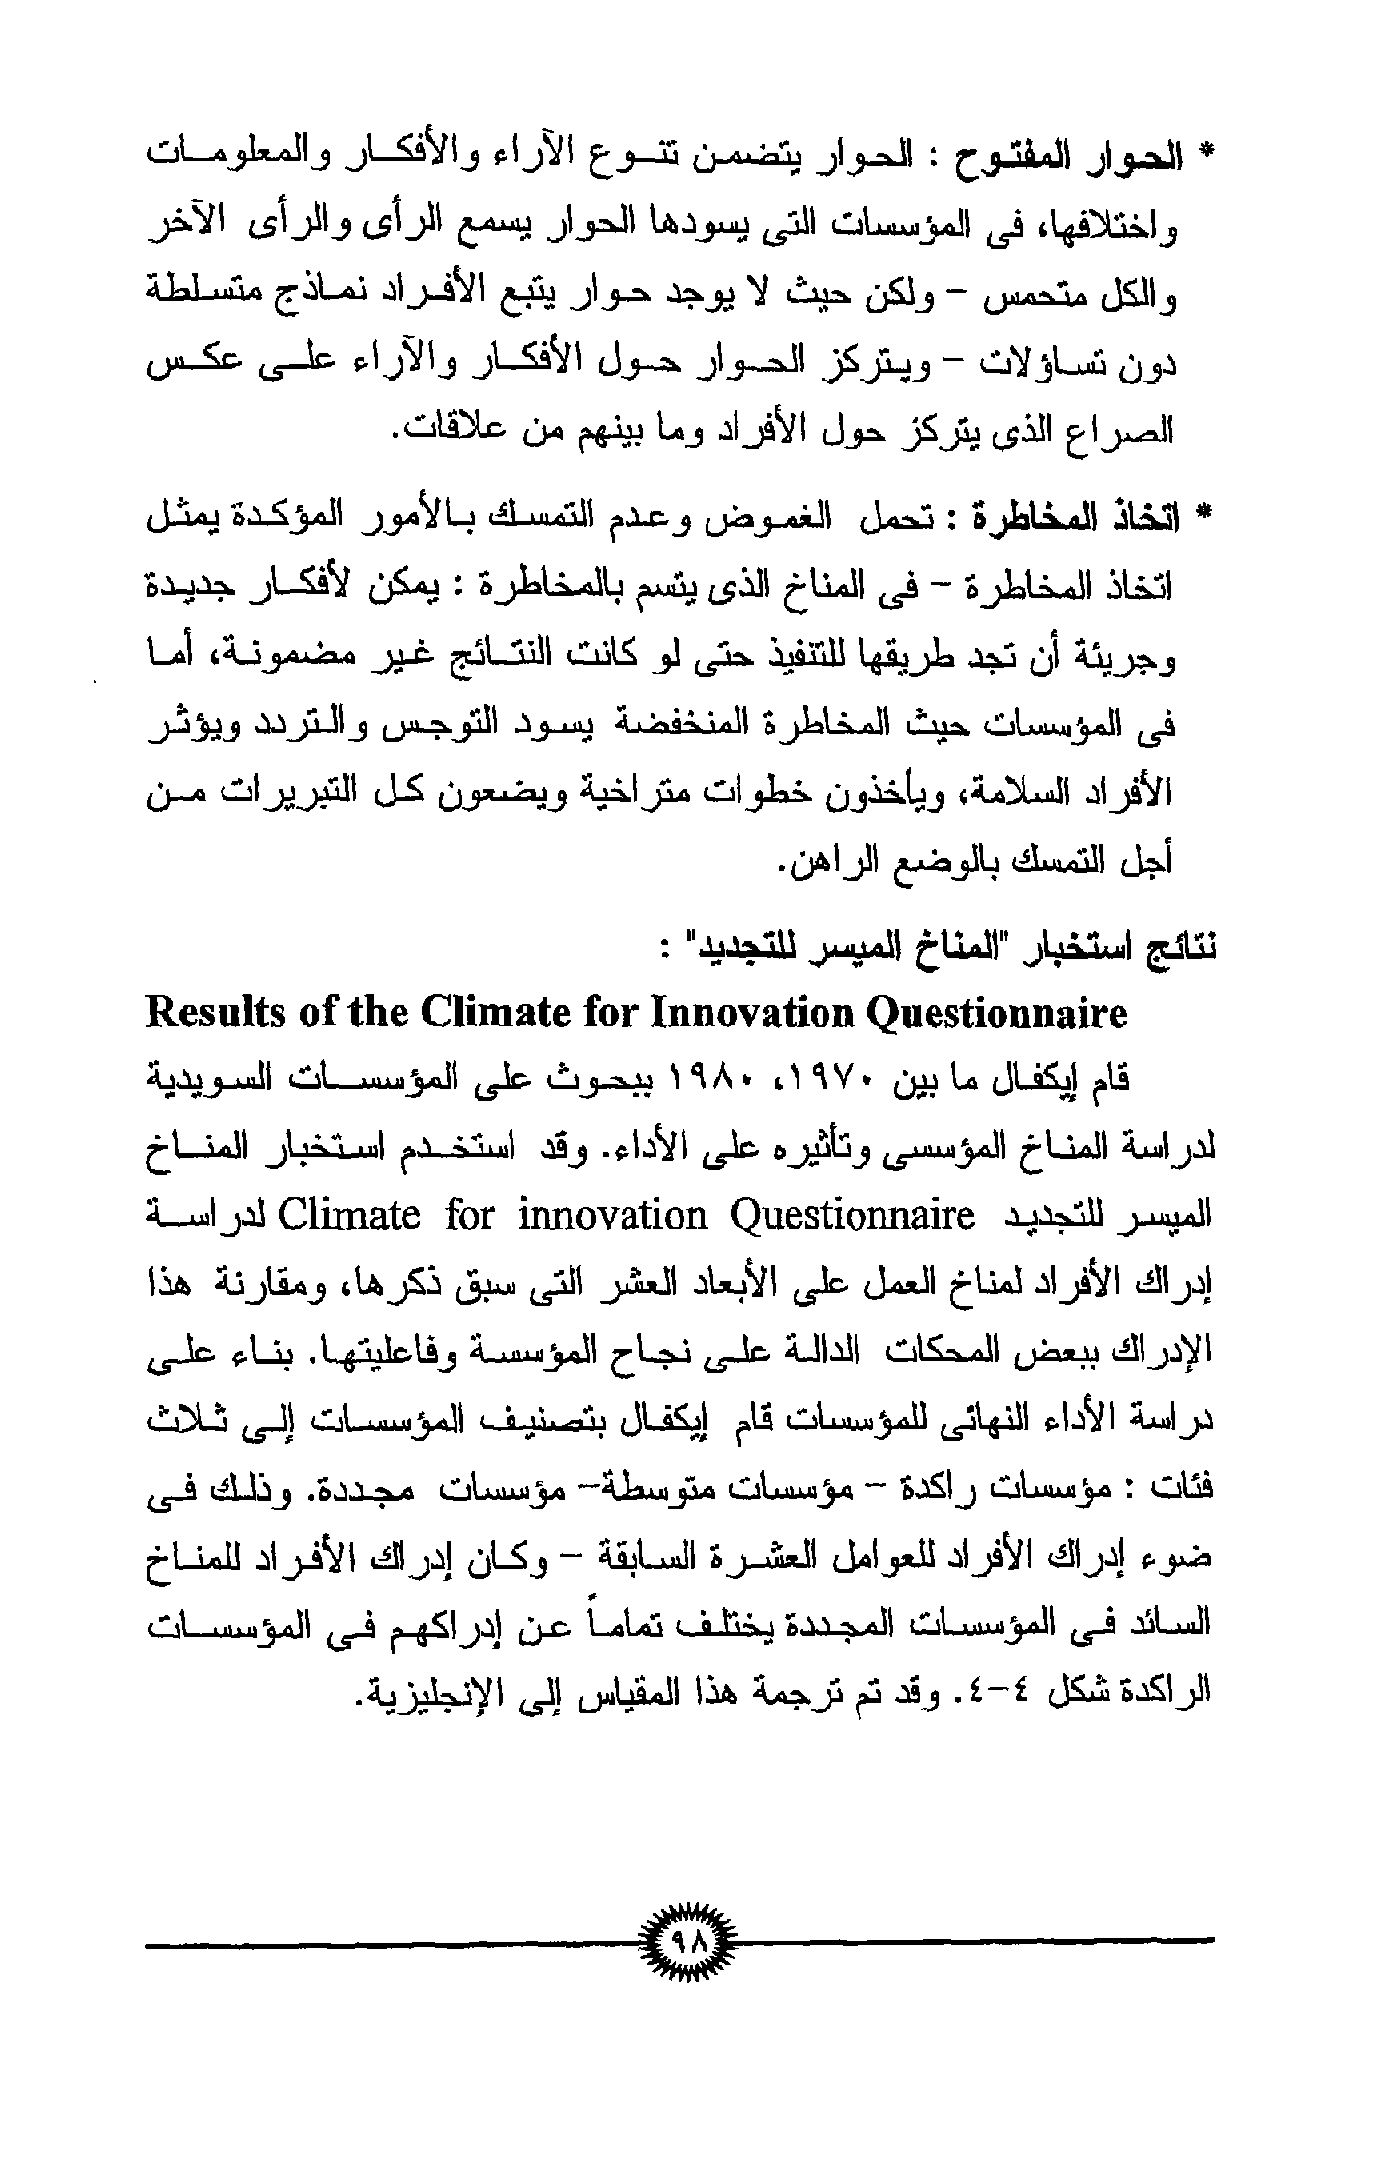 * الحوار المفتوح : الحوار يتضمن تنوع الآراء والأفكار والمعلومات
واختلافها، فى المؤسسات التى يسودها الحوار يسمع الرأى والرأى الآخر
والكل متحمس – ولكن حيث لا يوجد حوار يتبع الأفراد نماذج متسلطة
دون تساؤلات – ويتركز الحوار حول الأفكار والآراء على عكس
الصراع الذى يتركز حول الأفراد وما بينهم من علاقات.
* اتخاذ المخاطرة : تحمل الغموض وعدم التمسك بالأمور المؤكدة يمثل
اتخاذ المخاطرة – فى المناخ الذى يتسم بالمخاطرة : يمكن لأفكار جديدة
وجريئة أن تجد طريقها للتنفيذ حتى لو كانت النتائج غير مضمونة، أما
فى المؤسسات حيث المخاطرة المنخفضة يسود التوجس والتردد ويؤثر
الأفراد السلامة، ويأخذون خطوات متراخية ويضعون كل التبريرات من
أجل التمسك بالوضع الراهن.
نتائج استخبار "المناخ الميسر للتجديد" :
Results of the Climate for Innovation Questionnaire
قام إيكفال ما بين ١٩٧٠، ١٩٨٠ ببحوث على المؤسسات السويدية
لدراسة المناخ المؤسسى وتأثيره على الأداء. وقد استخدم استخبار المناخ
الميسر للتجديد Climate for innovation Questionnaire لدراسة
إدراك الأفراد لمناخ العمل على الأبعاد العشر التى سبق ذكرها، ومقارنة هذا
الإدراك ببعض المحكات الدالة على نجاح المؤسسة وفاعليتها. بناء على
دراسة الأداء النهائى للمؤسسات قام إيكفال بتصنيف المؤسسات إلى ثلاث
فئات : مؤسسات راكدة – مؤسسات متوسطة– مؤسسات مجددة. وذلك فى
ضوء إدراك الأفراد للعوامل العشرة السابقة – وكان إدراك الأفراد للمناخ
السائد فى المؤسسات المجددة يختلف تماماً عن إدراكهم فى المؤسسات
الراكدة شكل ٤-٤. وقد تم ترجمة هذا المقياس إلى الإنجليزية.
٩٨